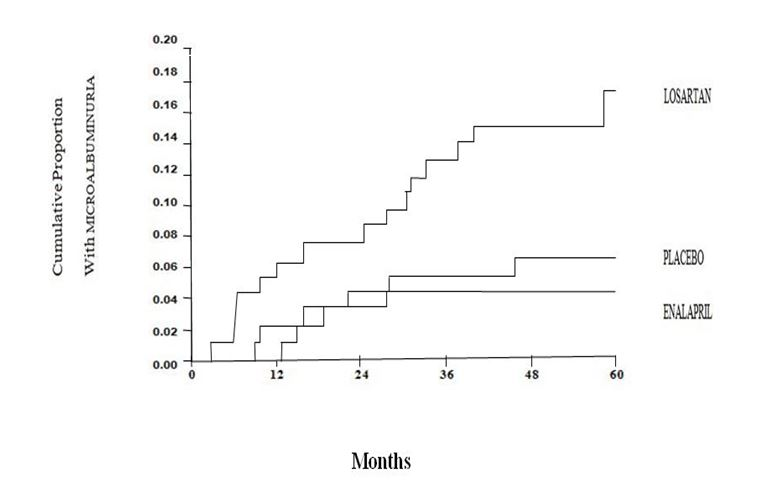 0.20
0.18
0.16
0.14
0.12
0.10
0.08
0.06
0.04
0.02
0.00
Cumulative Proportion
With MICROALBUMINURIA
LOSARTAN
PLACEBO
ENALAPRIL
0 12 24 36 48 60
Months